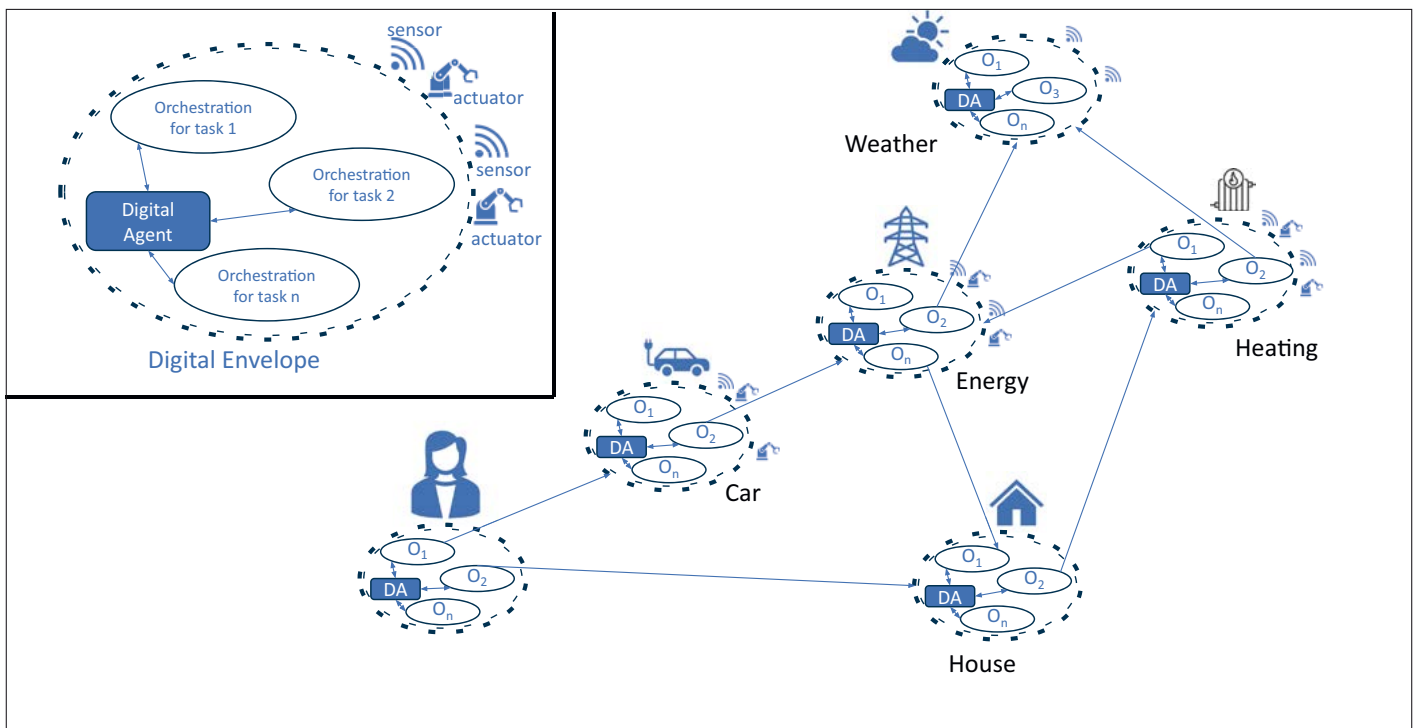 sensor
actuator
Orchestration
for task 1
sensor
Orchestration
for task 2
actuator
Digital
Agent
Orchestration
for task n
Digital Envelope
O1
O3
DA
On
Weather
O1
O2
DA
On
Heating
O1
O2
DA
On
Energy
O1
O2
DA
On
Car
O1
O2
DA
On
O1
O2
DA
On
House